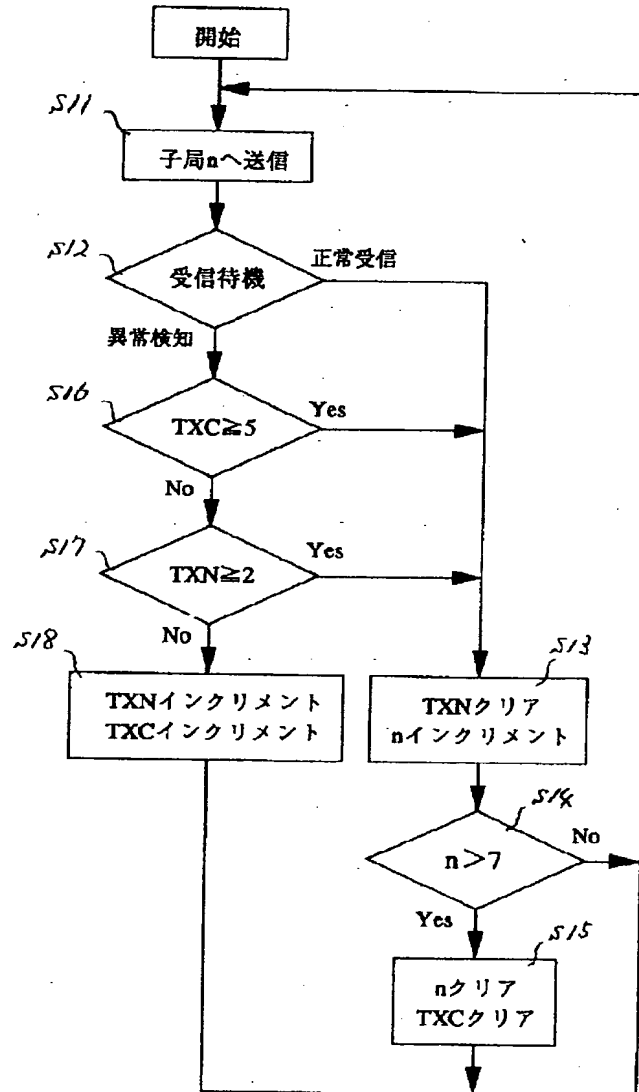 開始
S11
子局nへ送信
S12
受信待機
正常受信
異常検知
S16
TXC≧5
Yes
No
S17
TXN≧2
Yes
No
S18
TXNインクリメント
TXCインクリメント
S13
TXNクリア
nインクリメント
S14
n＞7
No
Yes
S15
nクリア
TXCクリア